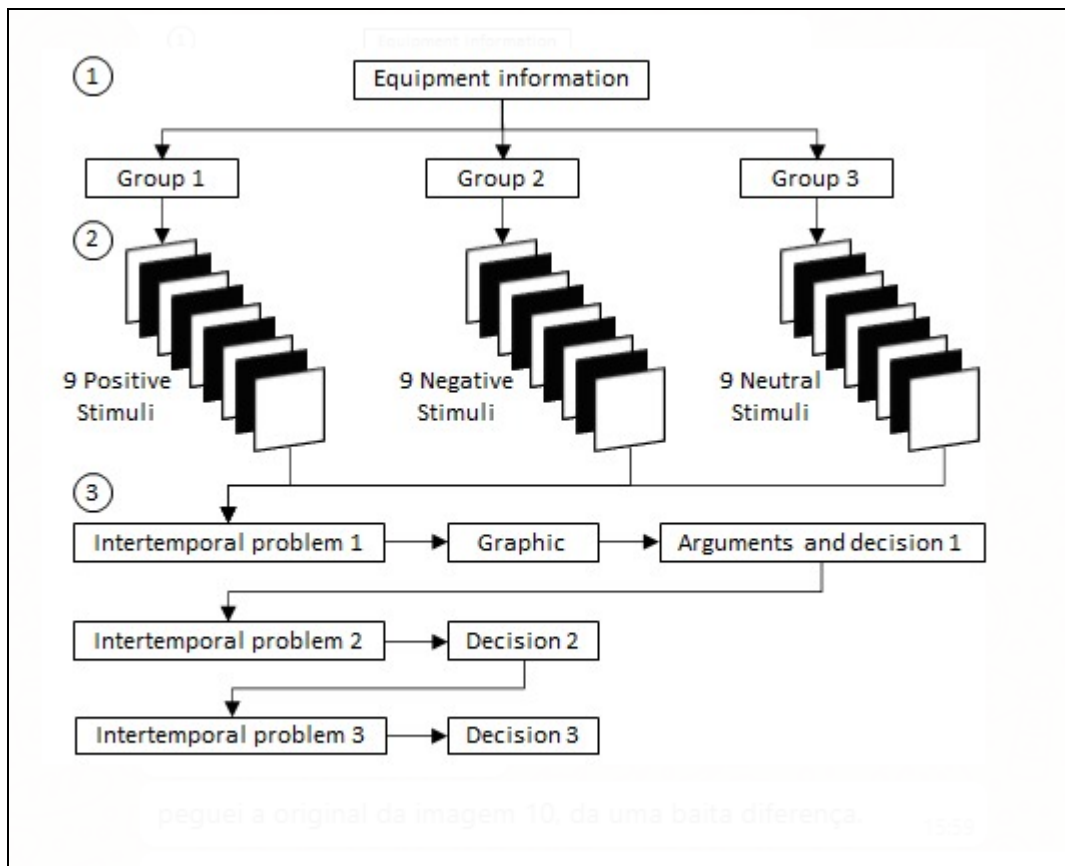 Equipment information
1
Equipment information
Group 1
Group 2
Group 3
2
9 Positive
Stimuli
9 Negative
Stimuli
9 Neutral
Stimuli
3
Intertemporal problem 1
Graphic
Arguments and decision 1
Intertemporal problem 2
Decision 2
Intertemporal problem 3
Decision 3
peguei a original da imagem 10. da uma baita diferença.